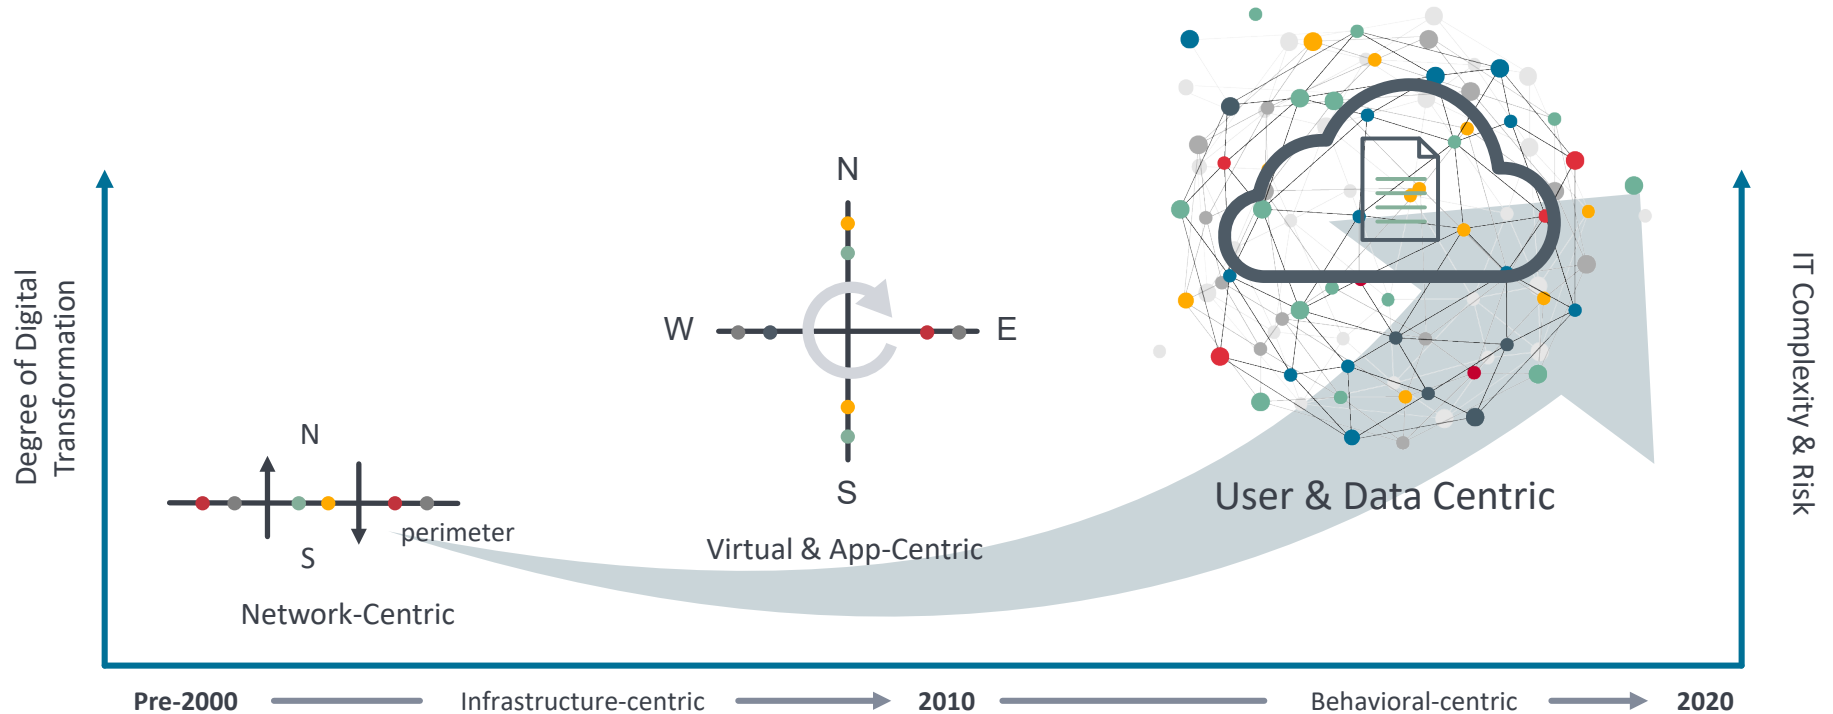 Degree of Digital
Transformation
N
S
perimeter
Network-Centric
N
W
E
S
Virtual & App-Centric
User & Data Centric
IT Complexity & Risk
Pre-2000
Infrastructure-centric
2010
Behavioral-centric
2020